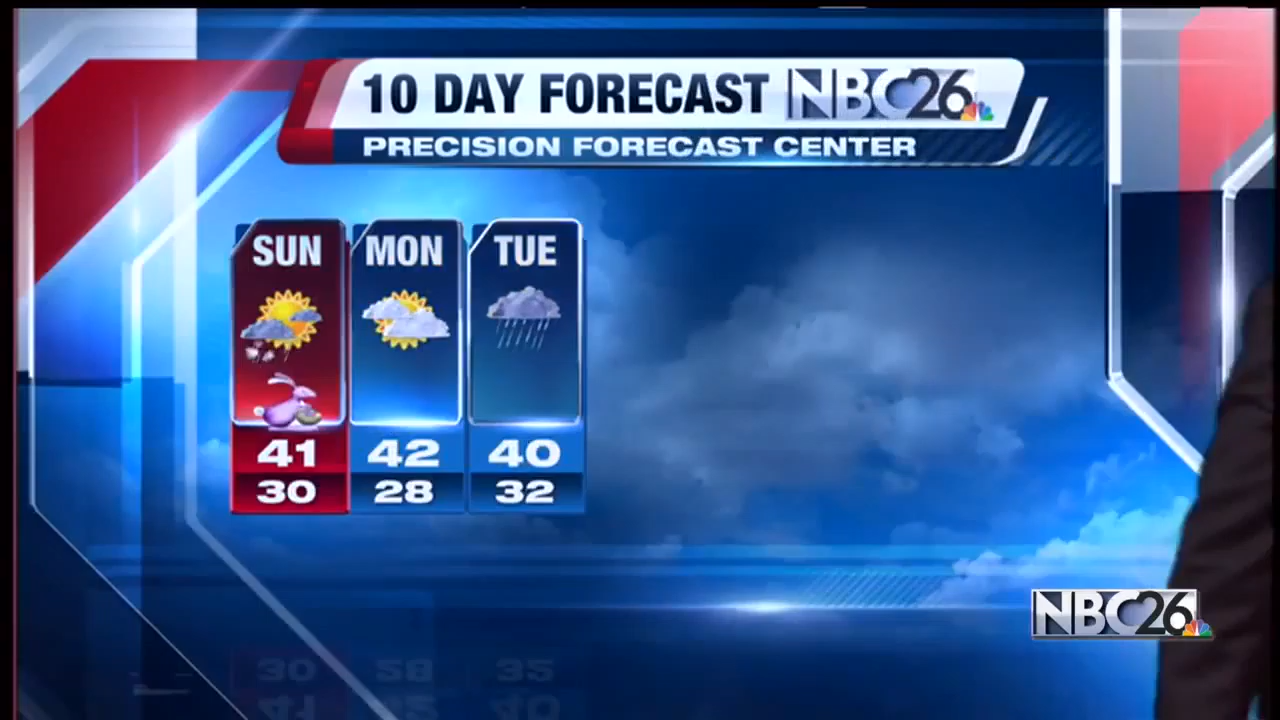 10 DAY FORECAST NBC26
PRECISION FORECAST CENTER
SUN MON TUE
41 42 40
30 28 32
NBC26